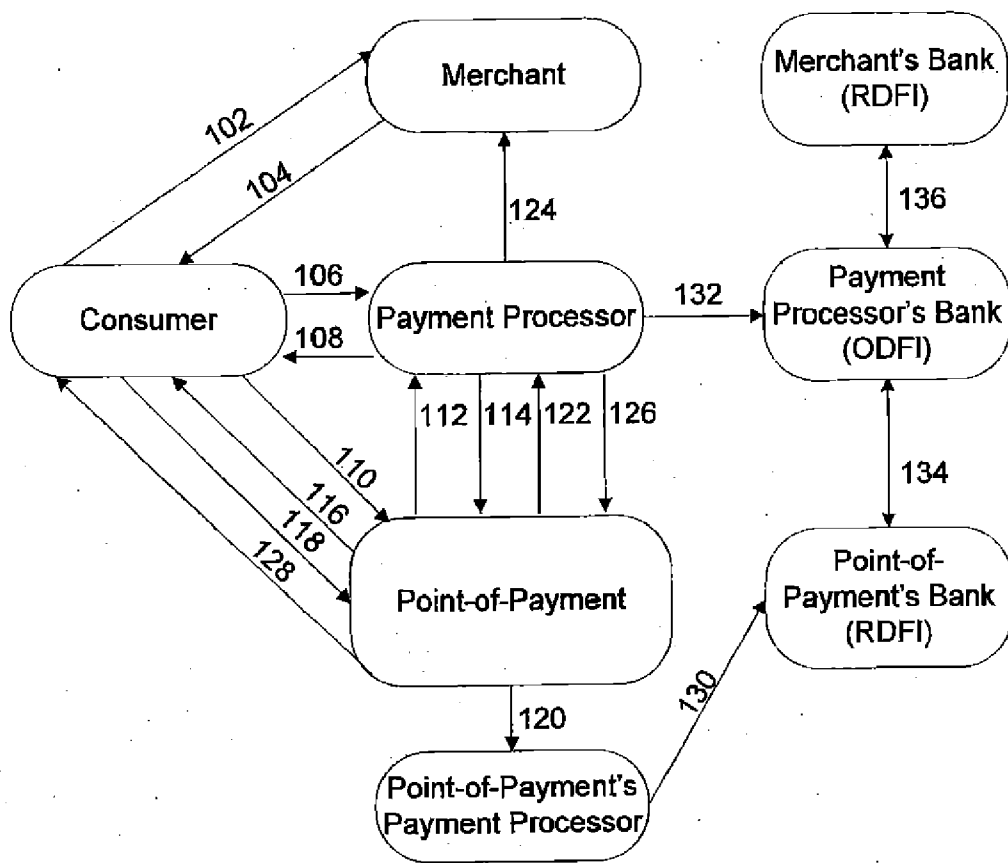 Merchant
Merchant's Bank
(RDFI)
102
104
124
136
Consumer
106
108
Payment Processor
132
Payment
Processor's Bank
(ODFI)
112
114
122
126
134
110
116
118
128
Point-of-Payment
Point-of-
Payment's Bank
(RDFI)
120
130
Point-of-Payment's
Payment Processor